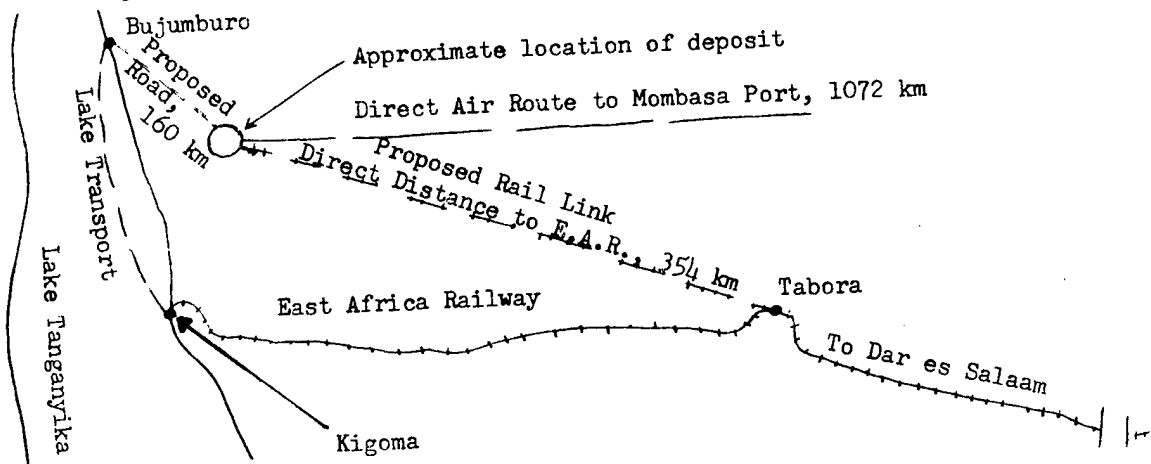 Bujumburo
Approximate location of deposit
Proposed
Road,
160 km
Direct Air Route to Mombasa Port, 1072 km
Proposed Rail Link
Direct Distance to E.A.R., 354 km
Lake Transport
Tabora
East Africa Railway
To Dar es Salaam
Lake Tanganyika
Kigoma